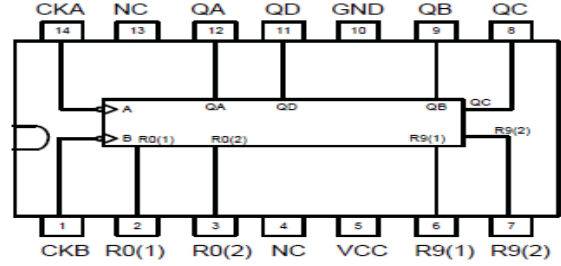 CKA NC QA QD GND QB QC
14 13 12 11 10 9 8
A QA QD QB QC
B R0(1) R0(2) R9(1) R9(2)
1 2 3 4 5 6 7
CKB R0(1) R0(2) NC VCC R9(1) R9(2)